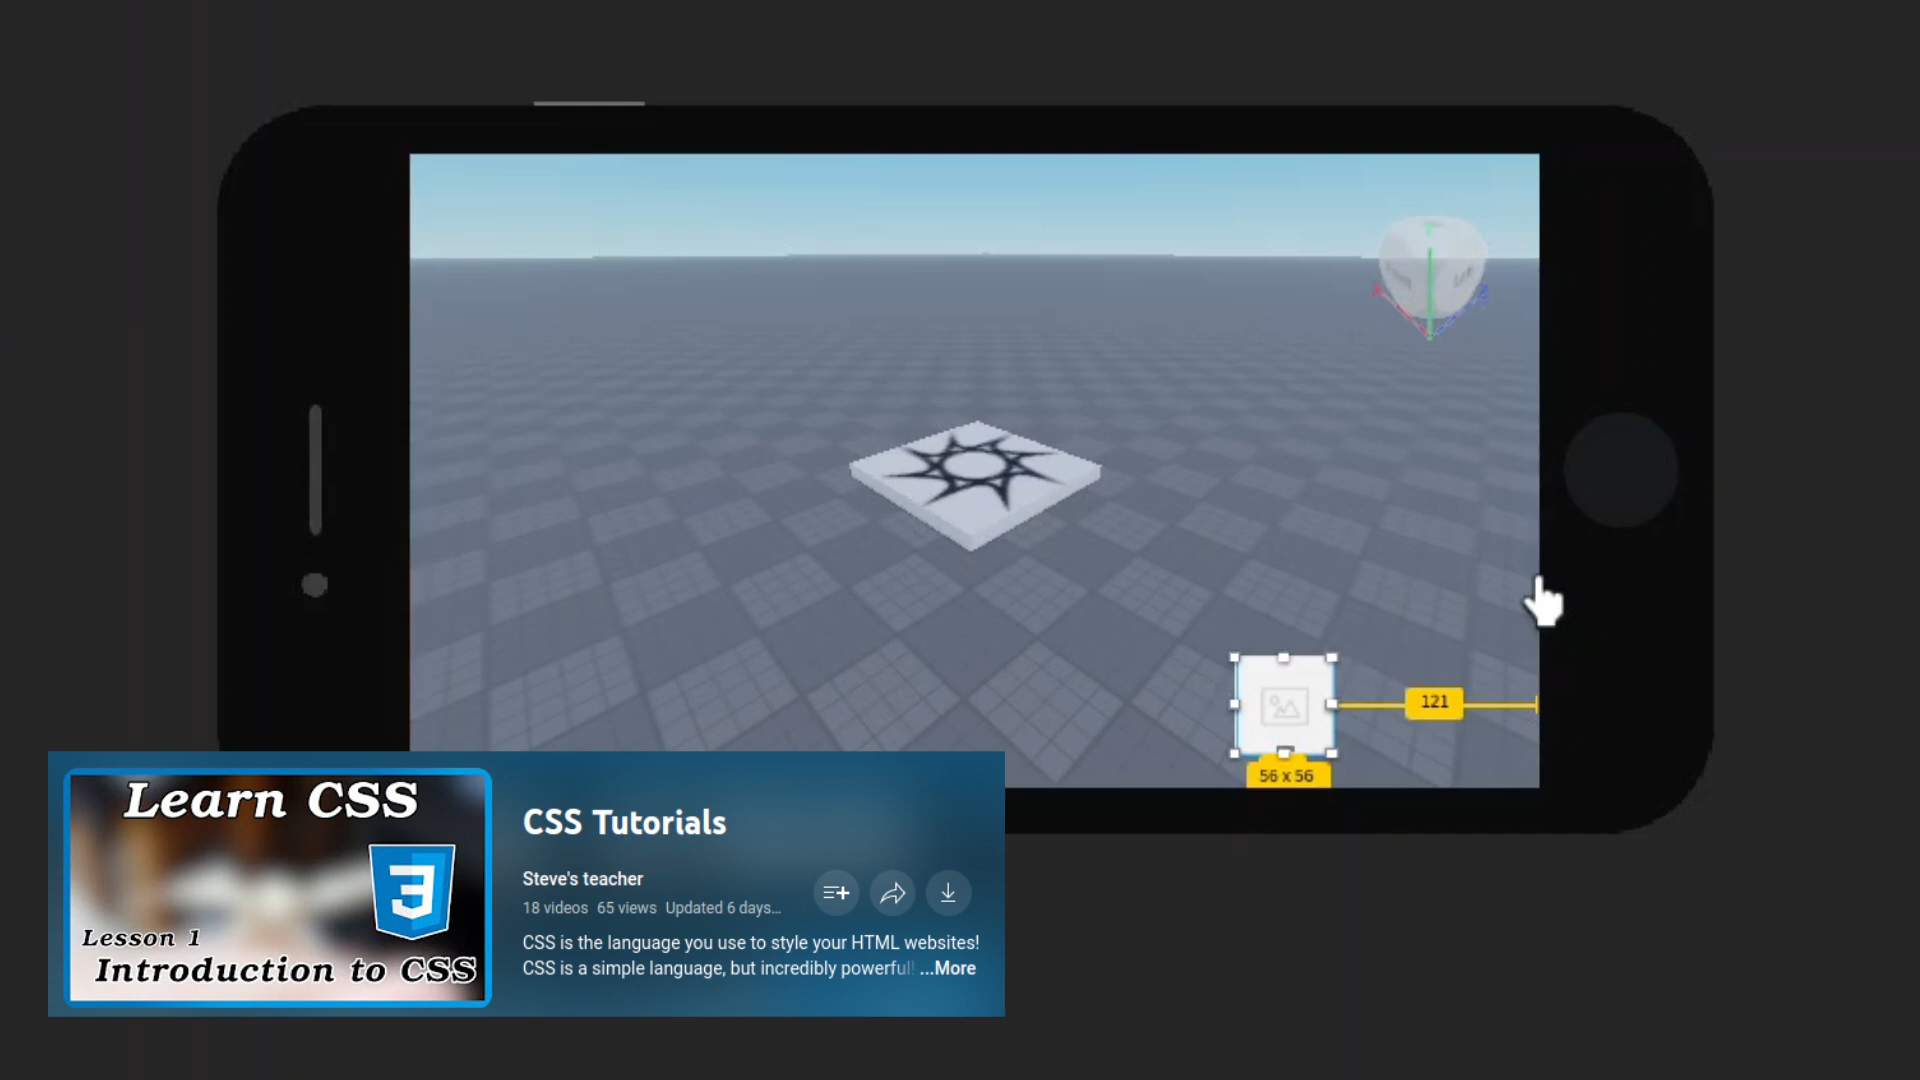 Y
X
Z
121
56 x 56
Learn CSS
3
Lesson 1
Introduction to CSS
CSS Tutorials
Steve's teacher
18 videos 65 views Updated 6 days...
CSS is the language you use to style your HTML websites!
CSS is a simple language, but incredibly powerful! ...More